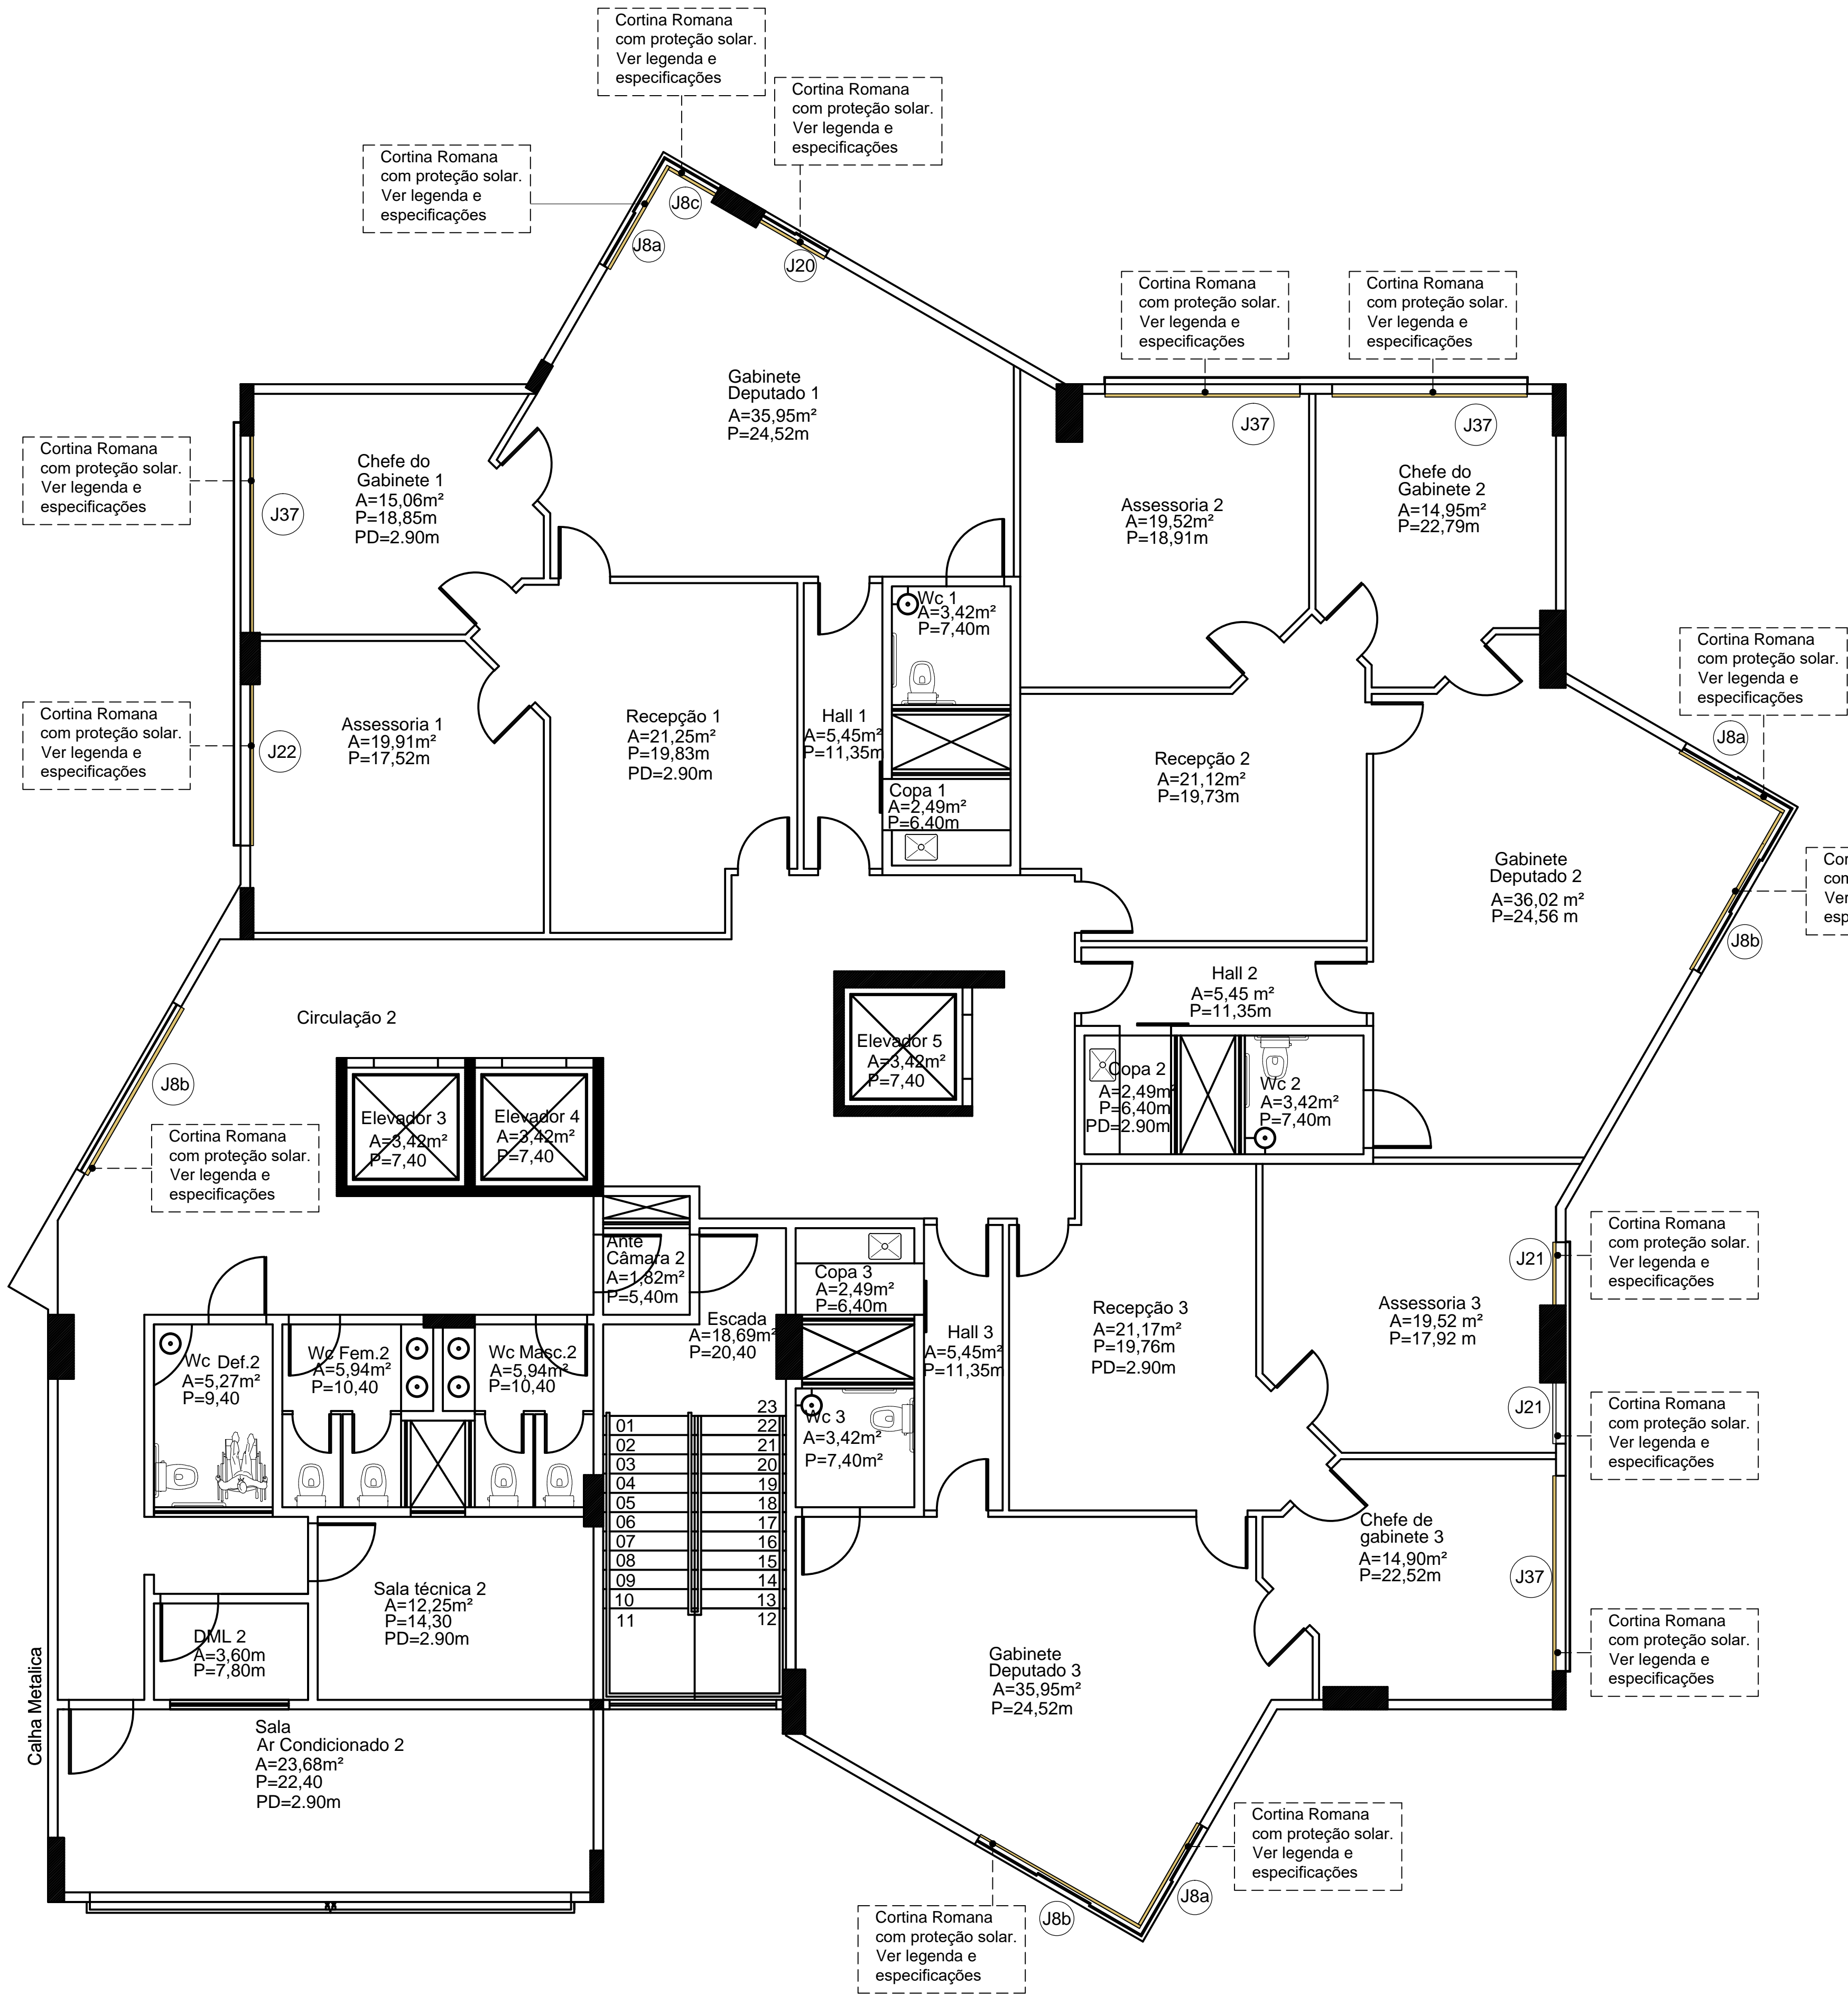 Cortina Romana
com proteção solar.
Ver legenda e
especificações
Cortina Romana
com proteção solar.
Ver legenda e
especificações
Cortina Romana
com proteção solar.
Ver legenda e
especificações
J8c
J8a
J20
Cortina Romana
com proteção solar.
Ver legenda e
especificações
Cortina Romana
com proteção solar.
Ver legenda e
especificações
Gabinete
Deputado 1
A=35,95m²
P=24,52m
J37
J37
Cortina Romana
com proteção solar.
Ver legenda e
especificações
J37
Chefe do
Gabinete 1
A=15,06m²
P=18,85m
PD=2.90m
Assessoria 2
A=19,52m²
P=18,91m
Chefe do
Gabinete 2
A=14,95m²
P=22,79m
Wc 1
A=3,42m²
P=7,40m
Cortina Romana
com proteção solar.
Ver legenda e
especificações
J8a
Cortina Romana
com proteção solar.
Ver legenda e
especificações
J22
Assessoria 1
A=19,91m²
P=17,52m
Recepção 1
A=21,25m²
P=19,83m
PD=2.90m
Hall 1
A=5,45m²
P=11,35m
Copa 1
A=2,49m²
P=6,40m
Recepção 2
A=21,12m²
P=19,73m
Gabinete
Deputado 2
A=36,02 m²
P=24,56 m
J8b
Ver
Circulação 2
Elevador 5
A=3,42m²
P=7,40
Hall 2
A=5,45 m²
P=11,35m
J8b
Cortina Romana
com proteção solar.
Ver legenda e
especificações
Elevador 3
A=3,42m²
P=7,40
Elevador 4
A=3,42m²
P=7,40
Copa 2
A=2,49m²
P=6,40m
PD=2.90m
Wc 2
A=3,42m²
P=7,40m
Ante
Câmara 2
A=1,82m²
P=5,40m
Copa 3
A=2,49m²
P=6,40m
Escada
A=18,69m²
P=20,40
Hall 3
A=5,45m²
P=11,35m
Recepção 3
A=21,17m²
P=19,76m
PD=2.90m
Assessoria 3
A=19,52 m²
P=17,92 m
J21
Cortina Romana
com proteção solar.
Ver legenda e
especificações
J21
Cortina Romana
com proteção solar.
Ver legenda e
especificações
Wc Def.2
A=5,27m²
P=9,40
Wc Fem.2
A=5,94m²
P=10,40
Wc Masc.2
A=5,94m²
P=10,40
Wc 3
A=3,42m²
P=7,40m²
23
01 22
02 21
03 20
04 19
05 18
06 17
07 16
08 15
09 14
10 13
11 12
Chefe de
gabinete 3
A=14,90m²
P=22,52m
J37
Cortina Romana
com proteção solar.
Ver legenda e
especificações
Sala técnica 2
A=12,25m²
P=14,30
PD=2.90m
DML 2
A=3,60m
P=7,80m
Calha Metalica
Gabinete
Deputado 3
A=35,95m²
P=24,52m
Sala
Ar Condicionado 2
A=23,68m²
P=22,40
PD=2.90m
Cortina Romana
com proteção solar.
Ver legenda e
especificações
J8a
J8b
Cortina Romana
com proteção solar.
Ver legenda e
especificações